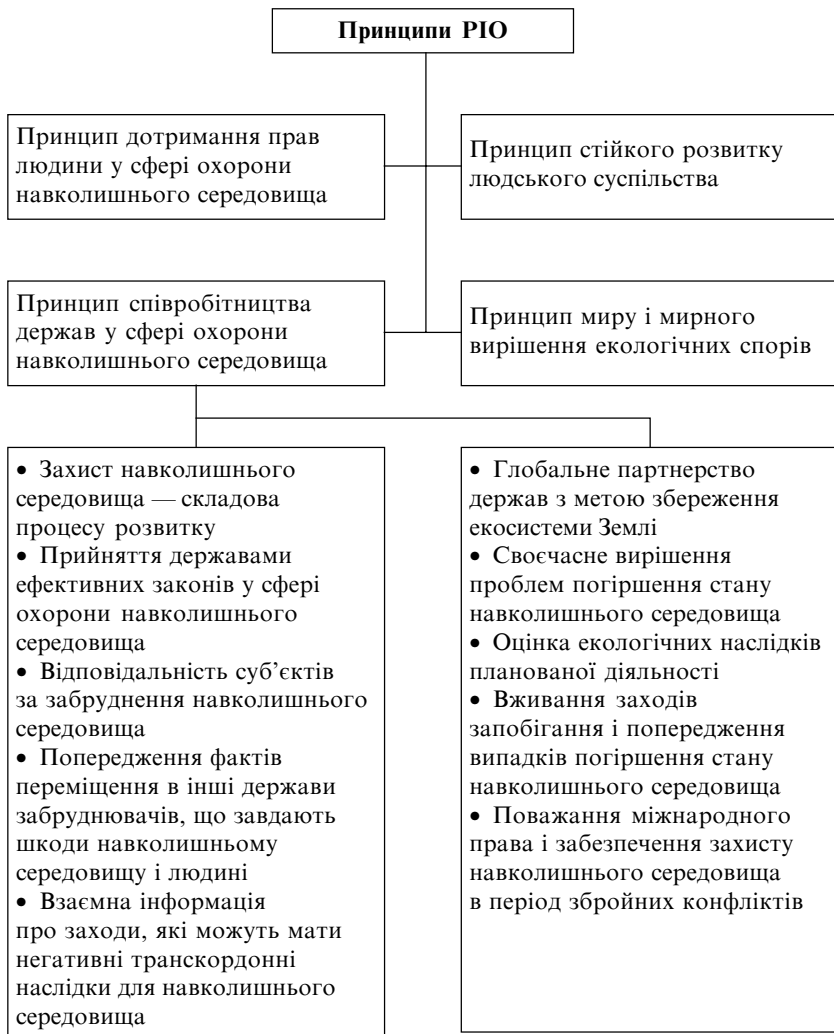 Принципи РІО
Принцип дотримання прав
людини у сфері охорони
навколишнього середовища
Принцип стійкого розвитку
людського суспільства
Принцип співробітництва
держав у сфері охорони
навколишнього середовища
Принцип миру і мирного
вирішення екологічних спорів
• Захист навколишнього
середовища — складова
процесу розвитку
• Прийняття державами
ефективних законів у сфері
охорони навколишнього
середовища
• Відповідальність суб’єктів
за забруднення навколишнього
середовища
• Попередження фактів
переміщення в інші держави
забруднювачів, що завдають
шкоди навколишньому
середовищу і людині
• Взаємна інформація
про заходи, які можуть мати
негативні транскордонні
наслідки для навколишнього
середовища
• Глобальне партнерство
держав з метою збереження
екосистеми Землі
• Своєчасне вирішення
проблем погіршення стану
навколишнього середовища
• Оцінка екологічних наслідків
планованої діяльності
• Вживання заходів
запобігання і попередження
випадків погіршення стану
навколишнього середовища
• Поважання міжнародного
права і забезпечення захисту
навколишнього середовища
в період збройних конфліктів